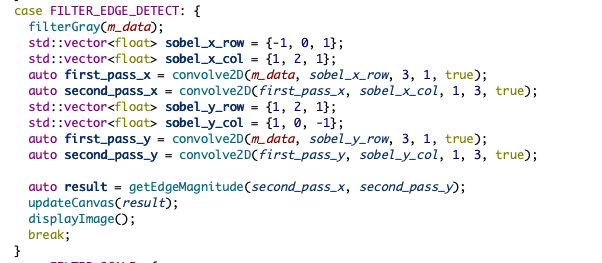 case FILTER_EDGE_DETECT: {
filterGray(m_data);
std::vector<float> sobel_x_row = {-1, 0, 1};
std::vector<float> sobel_x_col = {1, 2, 1};
auto first_pass_x = convolve2D(m_data, sobel_x_row, 3, 1, true);
auto second_pass_x = convolve2D(first_pass_x, sobel_x_col, 1, 3, true);
std::vector<float> sobel_y_row = {1, 2, 1};
std::vector<float> sobel_y_col = {1, 0, -1};
auto first_pass_y = convolve2D(m_data, sobel_y_row, 3, 1, true);
auto second_pass_y = convolve2D(first_pass_y, sobel_y_col, 1, 3, true);
auto result = getEdgeMagnitude(second_pass_x, second_pass_y);
updateCanvas(result);
displayImage();
break;
}